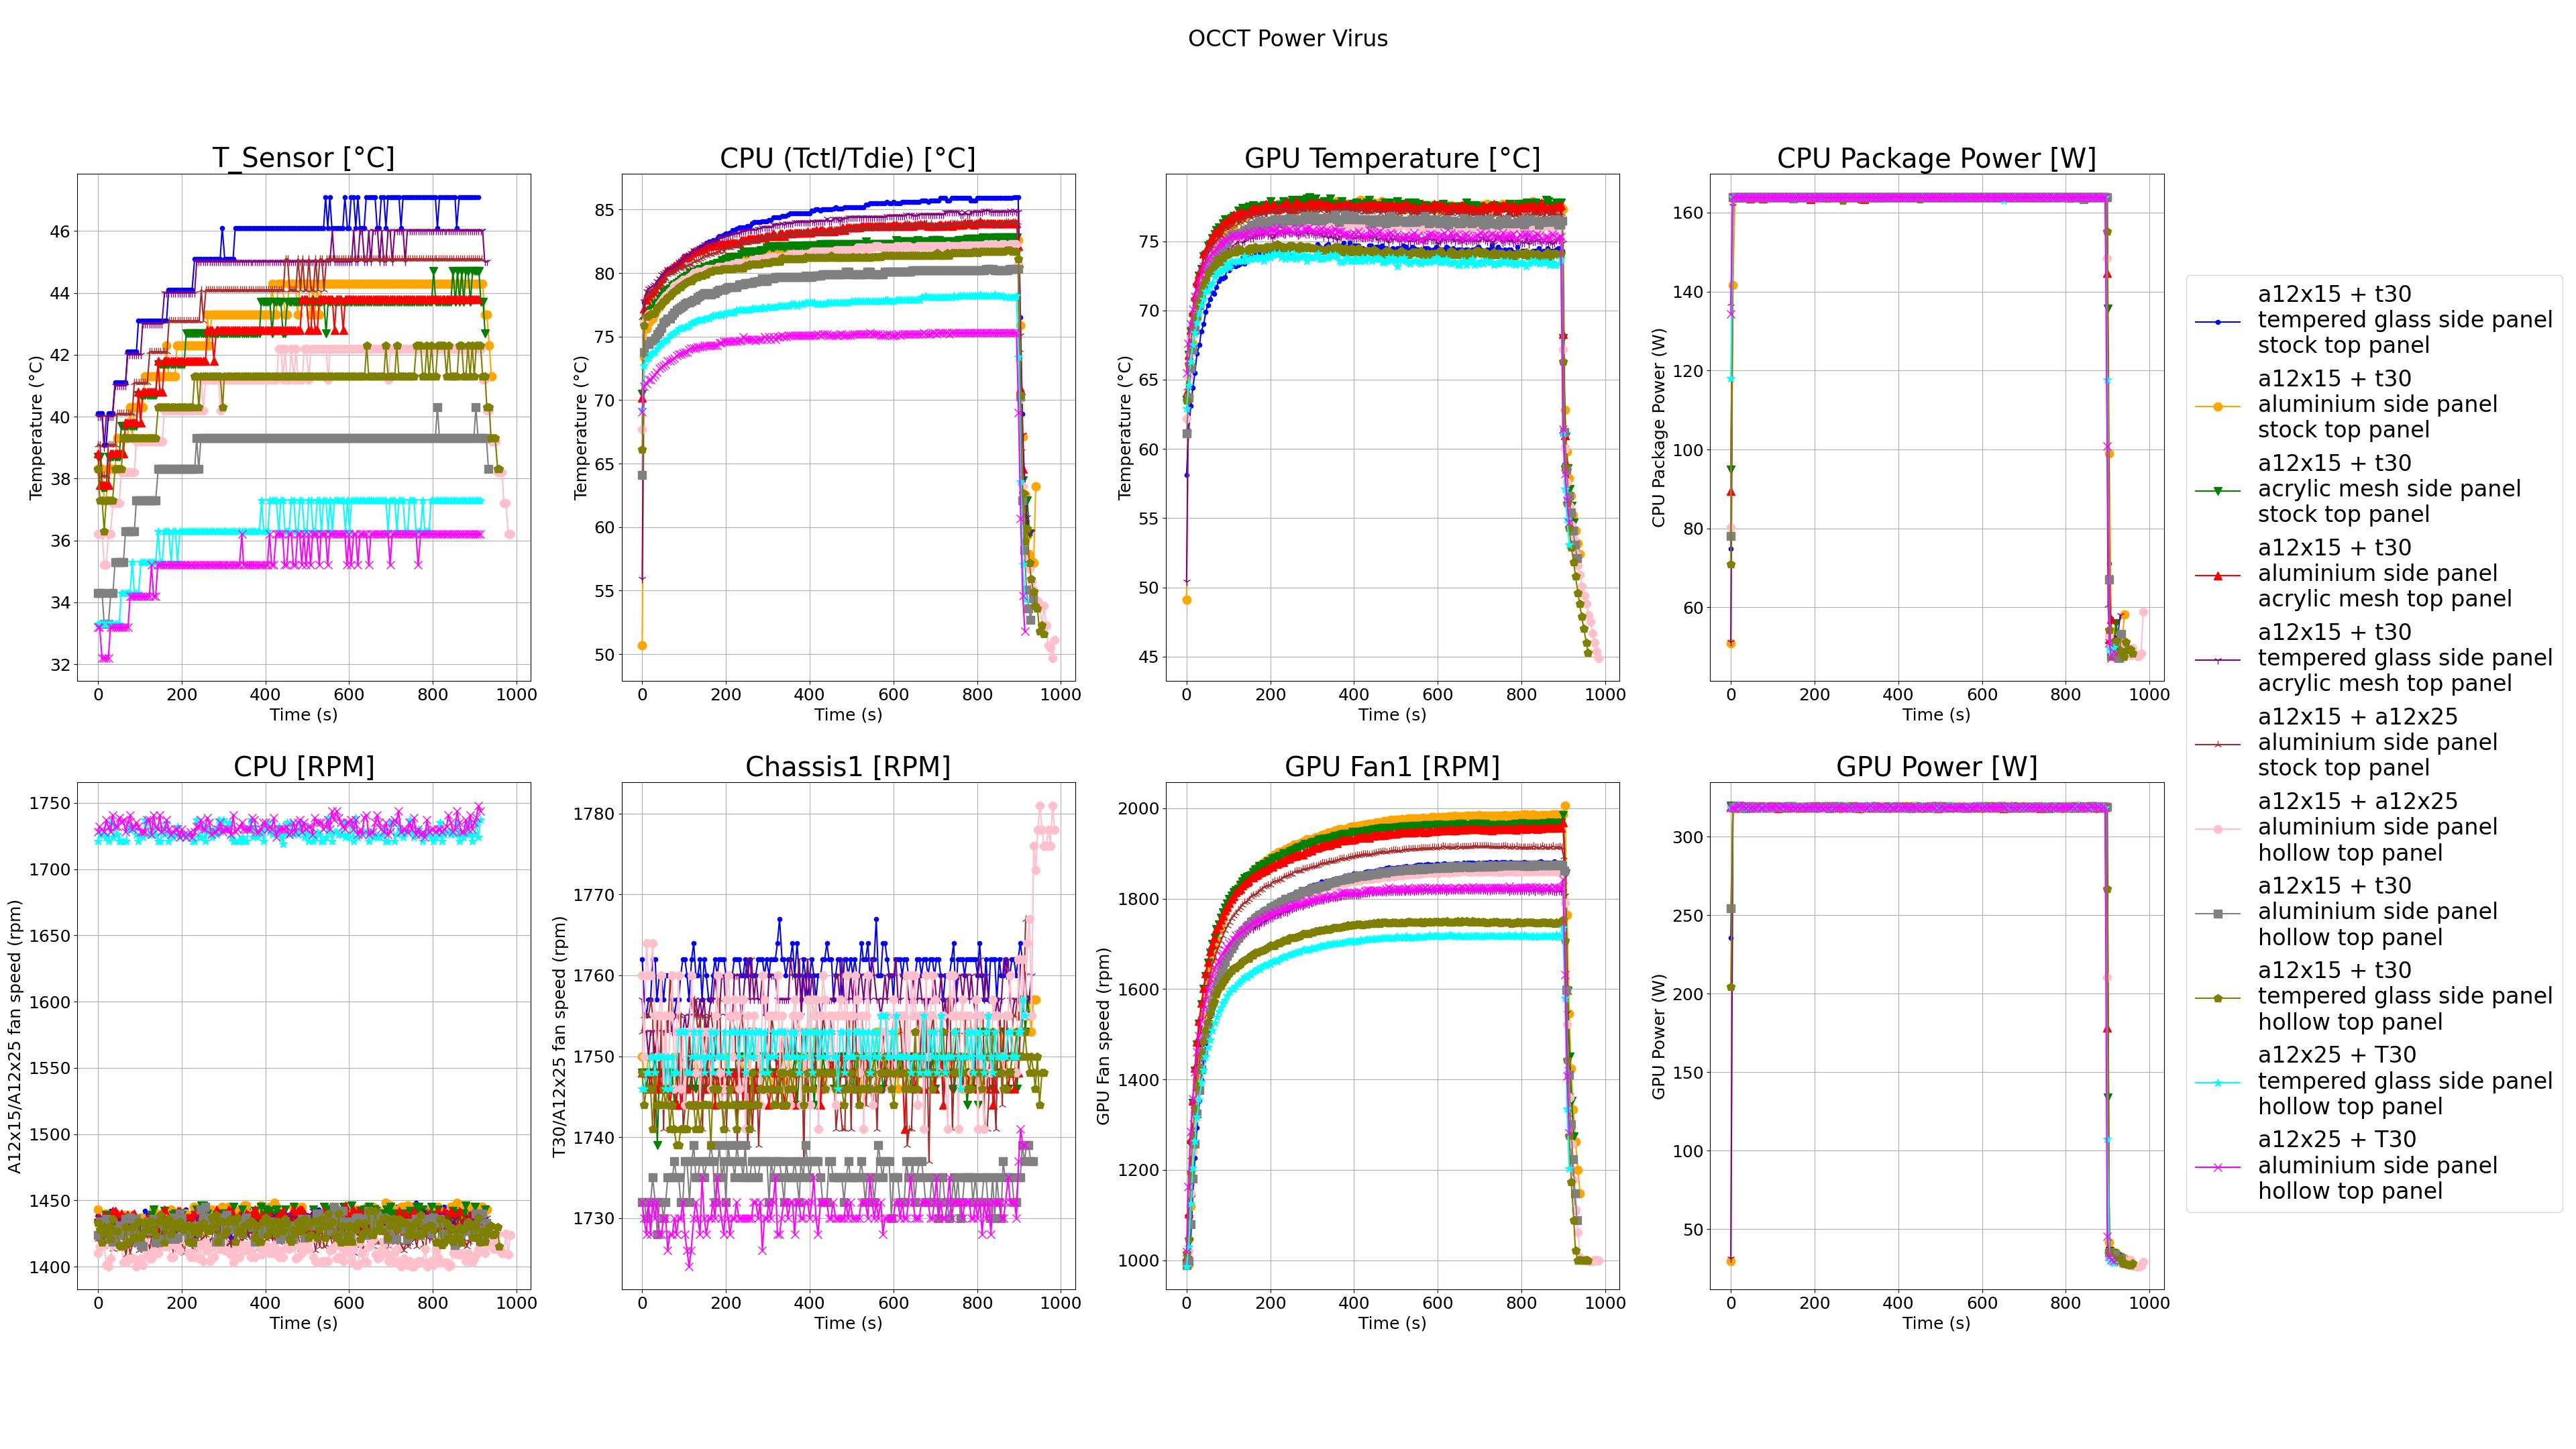 OCCT Power Virus
T_Sensor [°C]
Temperature (°C)
46
44
42
40
38
36
34
32
0 200 400 600 800 1000
Time (s)
CPU (Tctl/Tdie) [°C]
Temperature (°C)
85
80
75
70
65
60
55
50
0 200 400 600 800 1000
Time (s)
GPU Temperature [°C]
Temperature (°C)
75
70
65
60
55
50
45
0 200 400 600 800 1000
Time (s)
CPU Package Power [W]
CPU Package Power (W)
160
140
120
100
80
60
0 200 400 600 800 1000
Time (s)
CPU [RPM]
A12x15/A12x25 fan speed (rpm)
1750
1700
1650
1600
1550
1500
1450
1400
0 200 400 600 800 1000
Time (s)
Chassis1 [RPM]
T30/A12x25 fan speed (rpm)
1780
1770
1760
1750
1740
1730
0 200 400 600 800 1000
Time (s)
GPU Fan1 [RPM]
GPU Fan speed (rpm)
2000
1800
1600
1400
1200
1000
0 200 400 600 800 1000
Time (s)
GPU Power [W]
GPU Power (W)
300
250
200
150
100
50
0 200 400 600 800 1000
Time (s)
a12x15 + t30
tempered glass side panel
stock top panel
a12x15 + t30
aluminium side panel
stock top panel
a12x15 + t30
acrylic mesh side panel
stock top panel
a12x15 + t30
aluminium side panel
acrylic mesh top panel
a12x15 + t30
tempered glass side panel
acrylic mesh top panel
a12x15 + a12x25
aluminium side panel
stock top panel
a12x15 + a12x25
aluminium side panel
hollow top panel
a12x15 + t30
aluminium side panel
hollow top panel
a12x15 + t30
tempered glass side panel
hollow top panel
a12x25 + T30
tempered glass side panel
hollow top panel
a12x25 + T30
aluminium side panel
hollow top panel